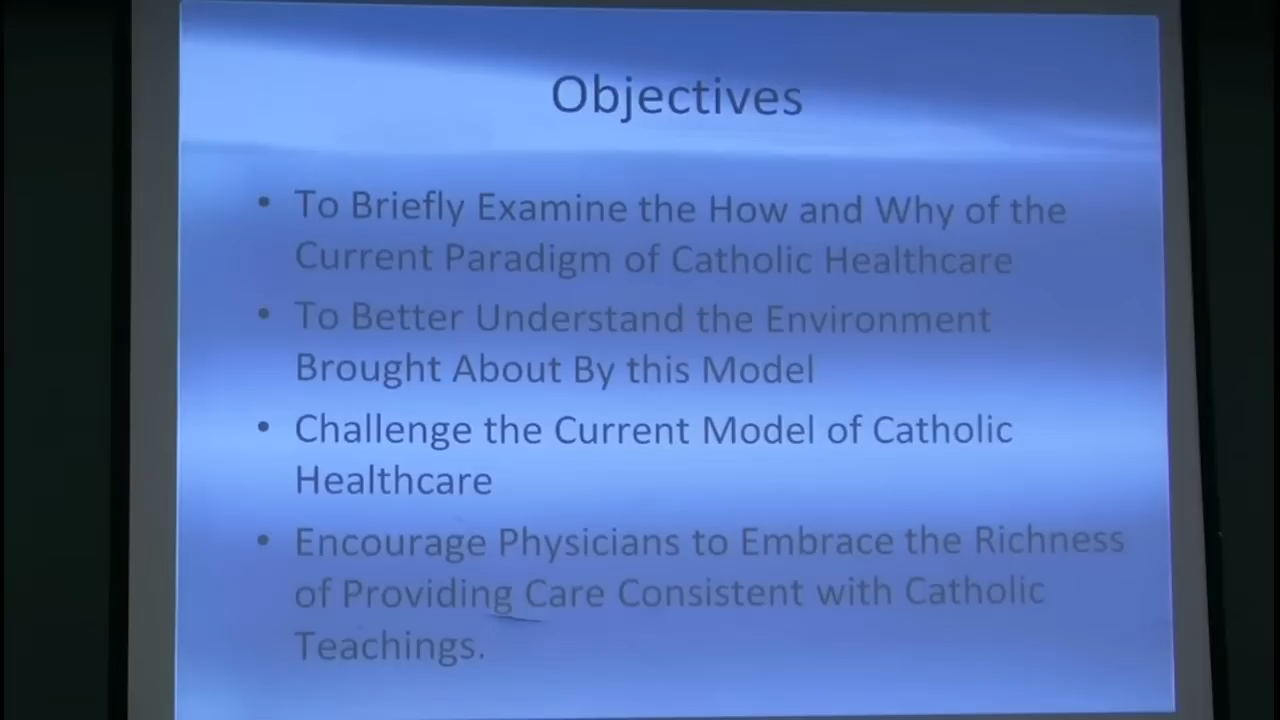 Objectives
• To Briefly Examine the How and Why of the
Current Paradigm of Catholic Healthcare
• To Better Understand the Environment
Brought About By this Model
• Challenge the Current Model of Catholic
Healthcare
• Encourage Physicians to Embrace the Richness
of Providing Care Consistent with Catholic
Teachings.